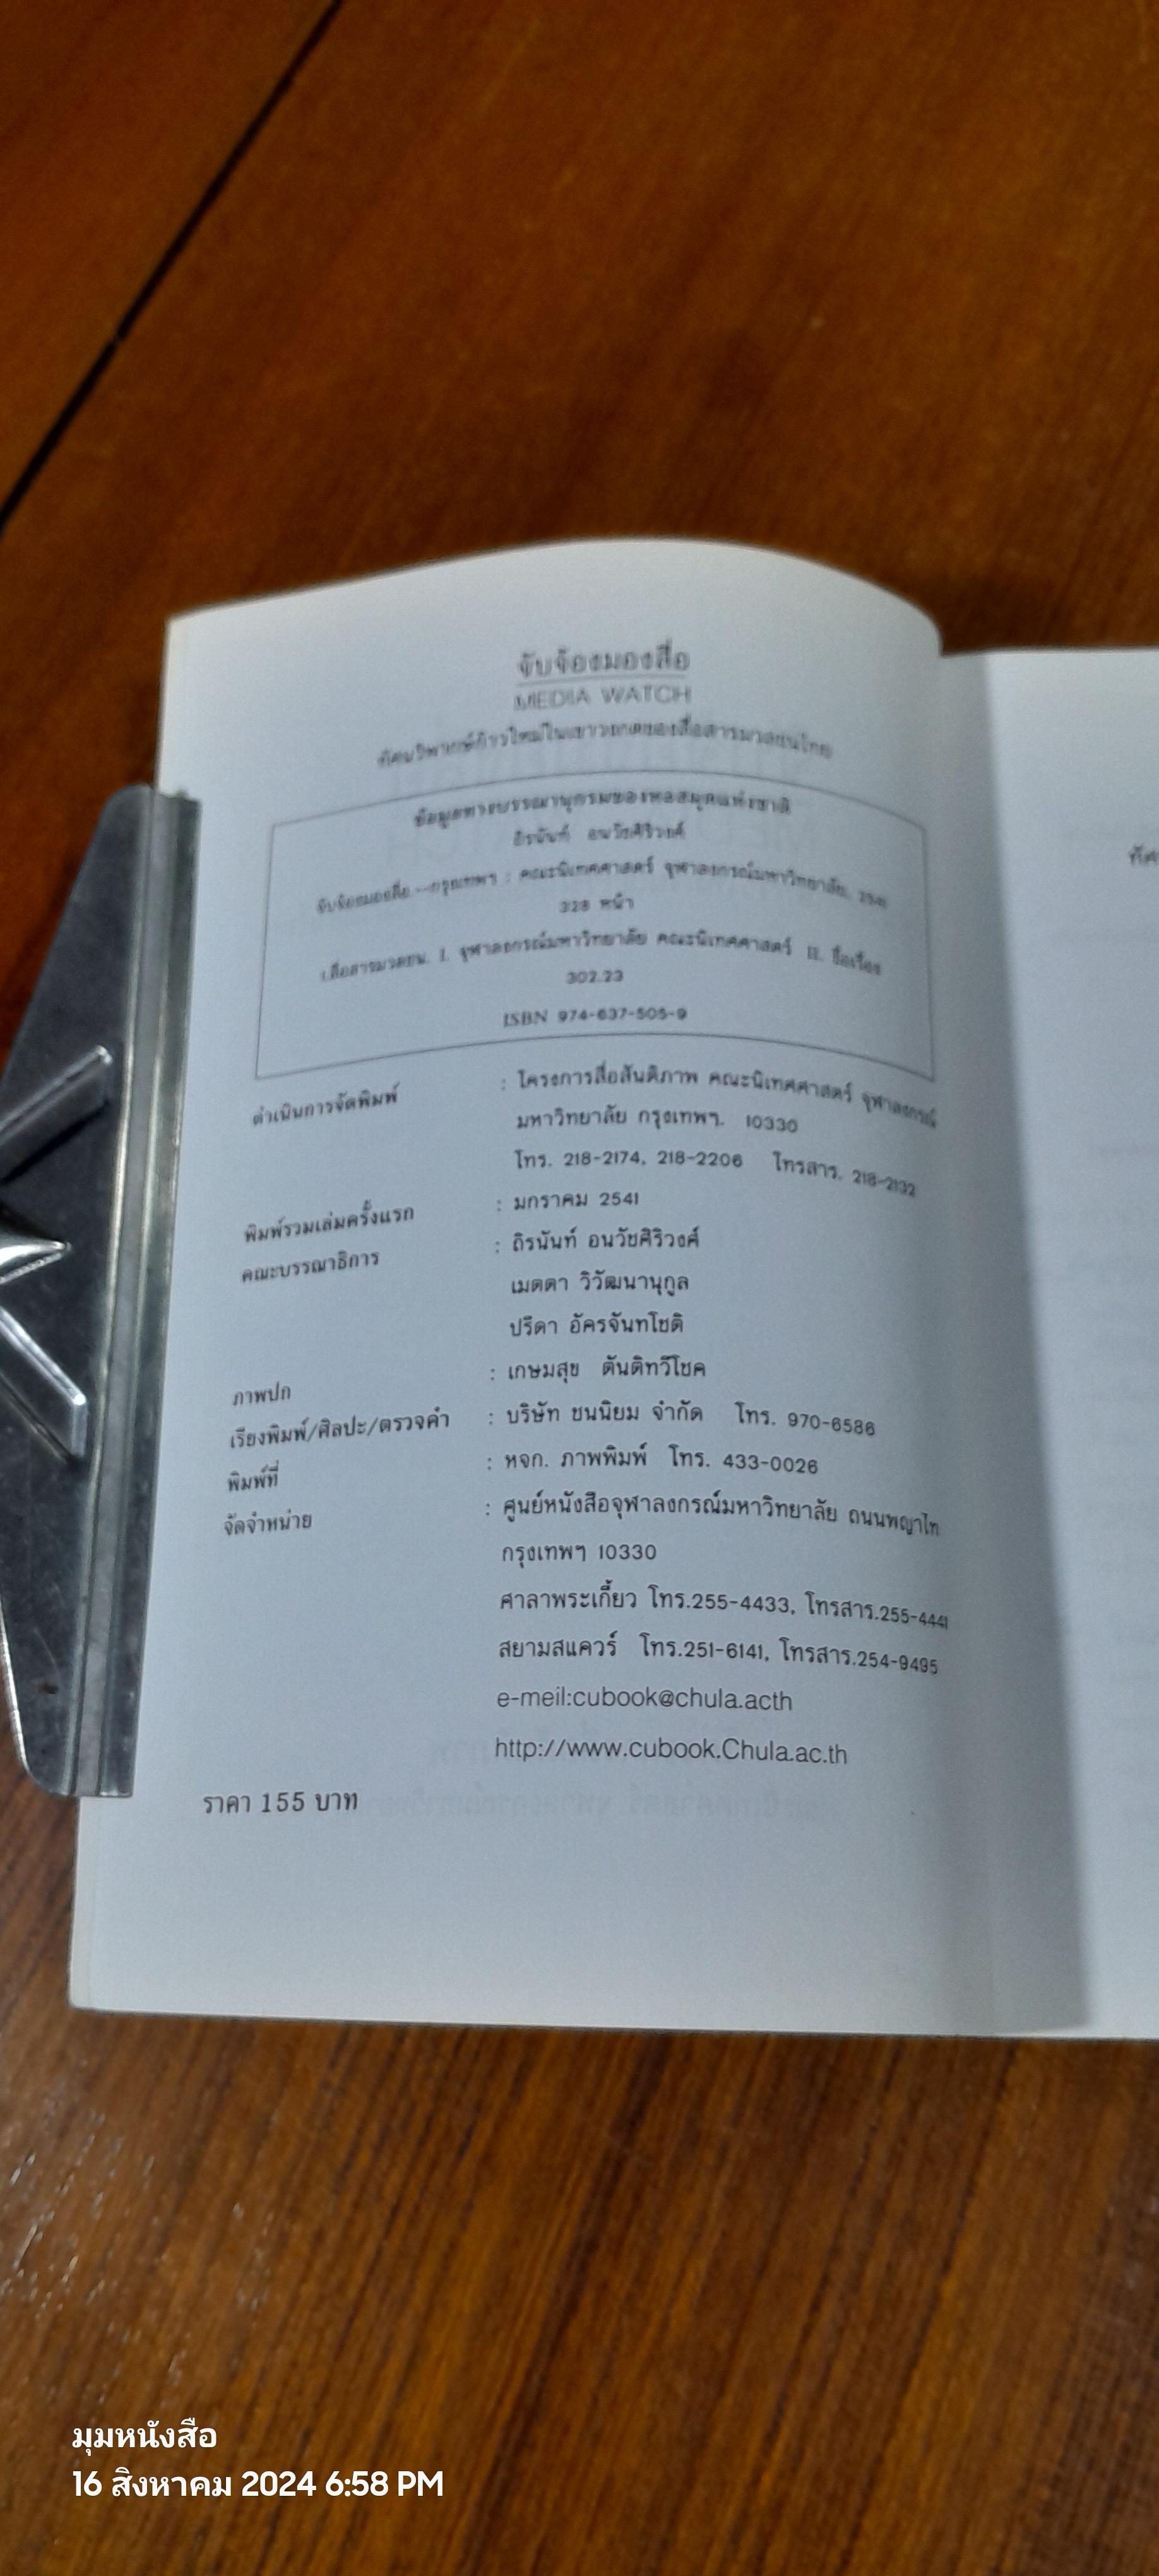 จับจ้องมองสื่อ
MEDIA WATCH
ทัศนวิพากษ์ก้าวใหม่ในเขาวงกตของสื่อสารมวลชนไทย
ข้อมูลทางบรรณานุกรมของหอสมุดแห่งชาติ
ถิรนันท์ อนวัชศิริวงศ์
จับจ้องมองสื่อ.--กรุงเทพฯ : คณะนิเทศศาสตร์ จุฬาลงกรณ์มหาวิทยาลัย, 2541
328 หน้า
1.สื่อสารมวลชน. I. จุฬาลงกรณ์มหาวิทยาลัย คณะนิเทศศาสตร์ II. ชื่อเรื่อง
302.23
ISBN 974-637-505-9
ดำเนินการจัดพิมพ์ : โครงการสื่อสันติภาพ คณะนิเทศศาสตร์ จุฬาลงกรณ์
มหาวิทยาลัย กรุงเทพฯ. 10330
โทร. 218-2174, 218-2206 โทรสาร. 218-2132
พิมพ์รวมเล่มครั้งแรก : มกราคม 2541
คณะบรรณาธิการ : ถิรนันท์ อนวัชศิริวงศ์
เมตตา วิวัฒนานุกูล
ปรีดา อัครจันทโชติ
ภาพปก : เกษมสุข ตันติทวีโชค
เรียงพิมพ์/ศิลปะ/ตรวจคำ : บริษัท ชนนิยม จำกัด โทร. 970-6586
พิมพ์ที่ : หจก. ภาพพิมพ์ โทร. 433-0026
จัดจำหน่าย : ศูนย์หนังสือจุฬาลงกรณ์มหาวิทยาลัย ถนนพญาไท
กรุงเทพฯ 10330
ศาลาพระเกี้ยว โทร.255-4433, โทรสาร.255-4441
สยามสแควร์ โทร.251-6141, โทรสาร.254-9495
e-meil:cubook@chula.acth
http://www.cubook.Chula.ac.th
ราคา 155 บาท
มุมหนังสือ
16 สิงหาคม 2024 6:58 PM